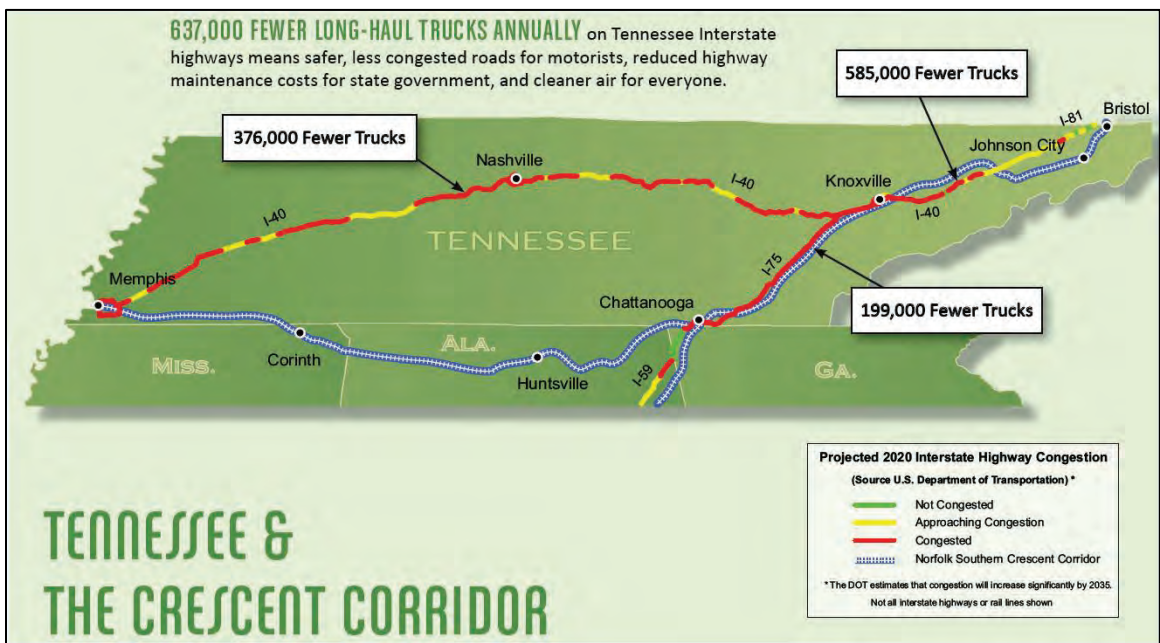 637,000 FEWER LONG-HAUL TRUCKS ANNUALLY on Tennessee Interstate
highways means safer, less congested roads for motorists, reduced highway
maintenance costs for state government, and cleaner air for everyone.
585,000 Fewer Trucks
376,000 Fewer Trucks
I-81
Bristol
Johnson City
Nashville
Knoxville
I-40
I-40
I-40
TENNESSEE
I-75
Memphis
Chattanooga
199,000 Fewer Trucks
MISS.
Corinth
ALA.
Huntsville
I-59
GA.
Projected 2020 Interstate Highway Congestion
(Source U.S. Department of Transportation) *
Not Congested
Approaching Congestion
Congested
Norfolk Southern Crescent Corridor
* The DOT estimates that congestion will increase significantly by 2035.
Not all interstate highways or rail lines shown
TENNESSEE &
THE CRESCENT CORRIDOR